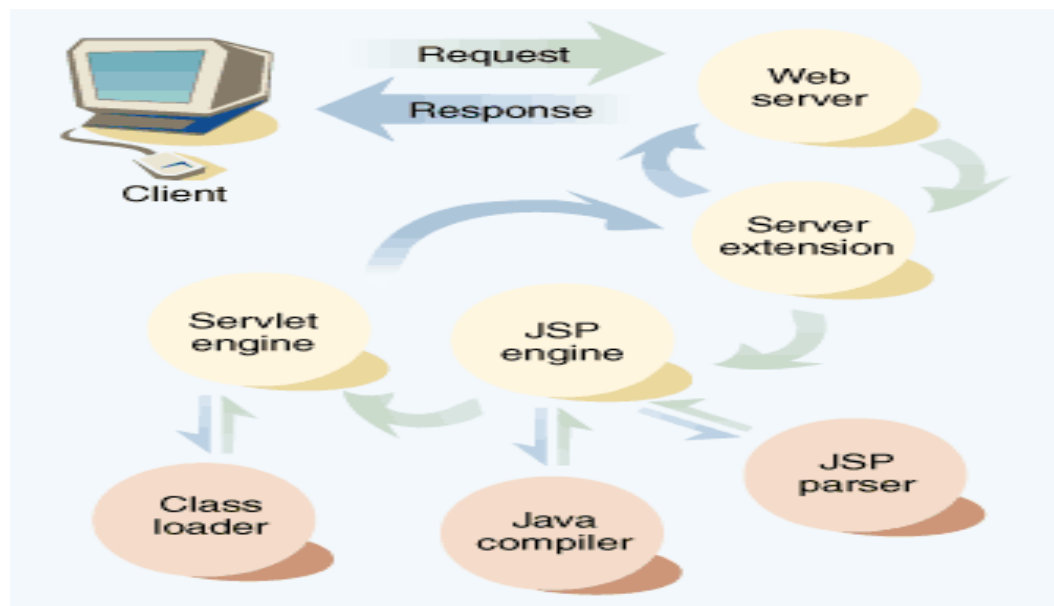 Request
Response
Client
Web
server
Server
extension
Servlet
engine
JSP
engine
Class
loader
Java
compiler
JSP
parser